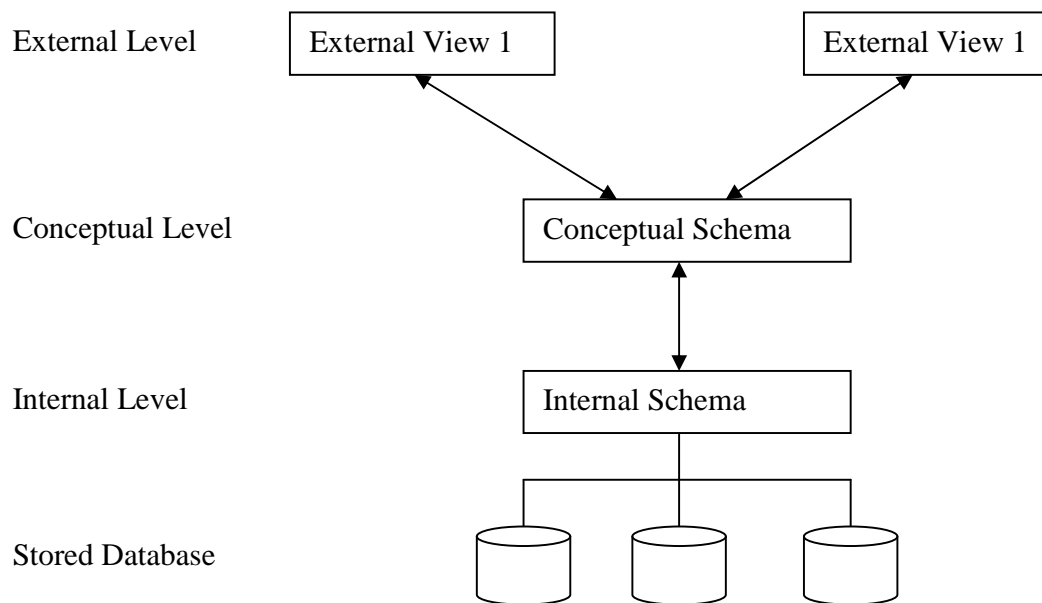 External Level
External View 1
External View 1
Conceptual Level
Conceptual Schema
Internal Level
Internal Schema
Stored Database